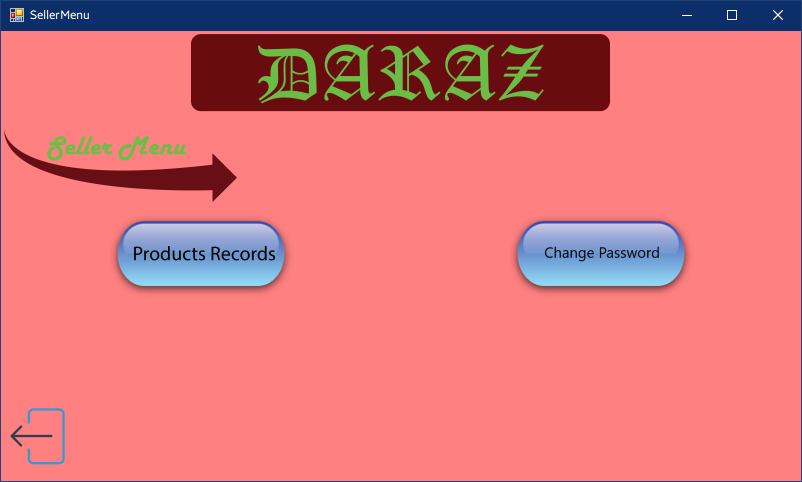 SellerMenu
DARAZ
Seller Menu
Products Records
Change Password